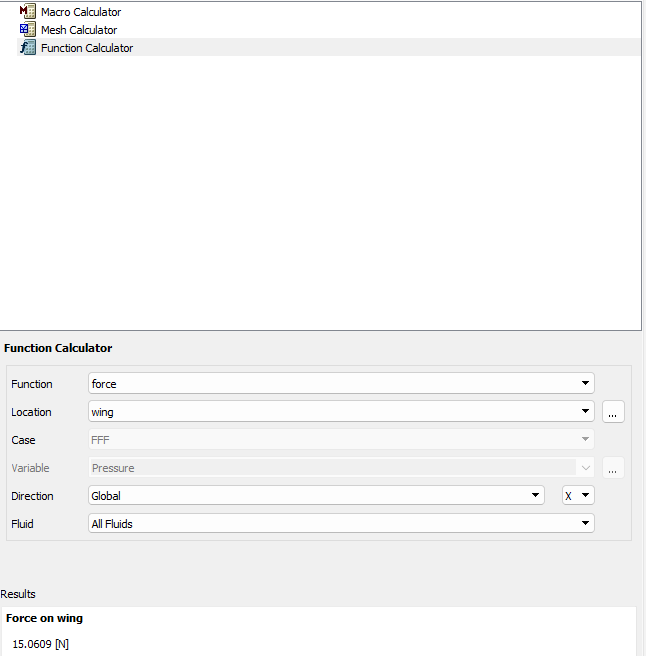 Macro Calculator
Mesh Calculator
Function Calculator
Function Calculator
Function force
Location wing ...
Case FFF
Variable Pressure ...
Direction Global X
Fluid All Fluids
Results
Force on wing
15.0609 [N]